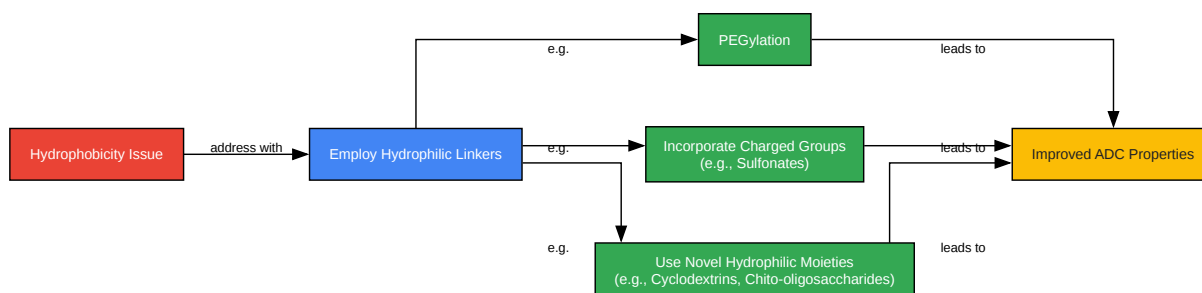 PEGylation
e.g.
leads to
Hydrophobicity Issue
address with
Employ Hydrophilic Linkers
e.g.
Incorporate Charged Groups
(e.g., Sulfonates)
leads to
Improved ADC Properties
e.g.
Use Novel Hydrophilic Moieties
(e.g., Cyclodextrins, Chito-oligosaccharides)
leads to